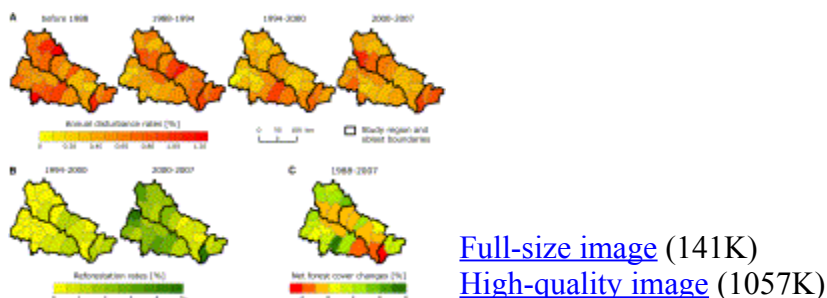 A before 1988 1988-1994 1994-2000 2000-2007
Annual disturbance rates [%]
Study region and
oblast boundaries
B 1994-2000 2000-2007 C 1988-2007
Full-size image (141K)
Reforestation rates [%] Net forest cover changes [%] High-quality image (1057K)